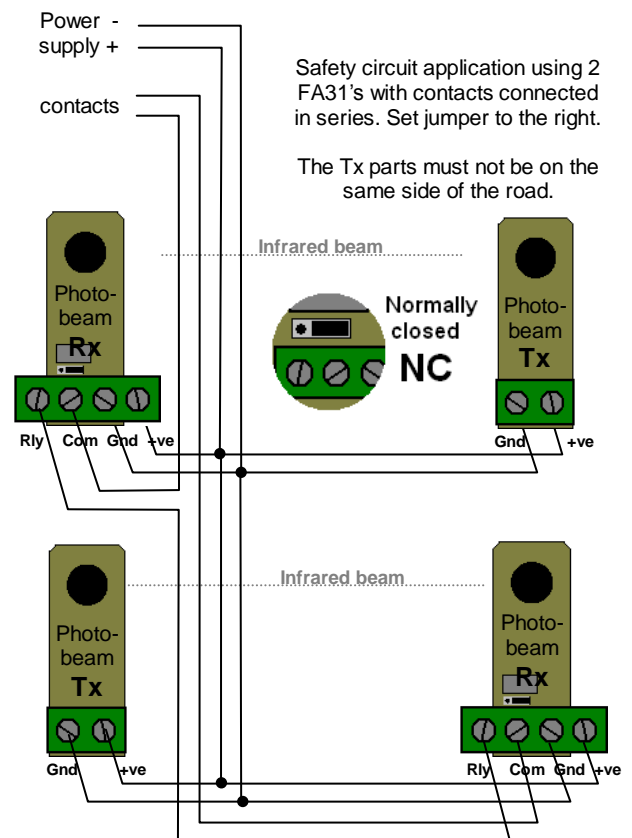 Power -
supply +
contacts
Safety circuit application using 2
FA31's with contacts connected
in series. Set jumper to the right.
The Tx parts must not be on the
same side of the road.
Infrared beam
Photo-
beam
Rx
Normally
closed
NC
Photo-
beam
Tx
Rly Com Gnd +ve
Gnd +ve
Infrared beam
Photo-
beam
Tx
Photo-
beam
Rx
Gnd +ve
Rly Com Gnd +ve